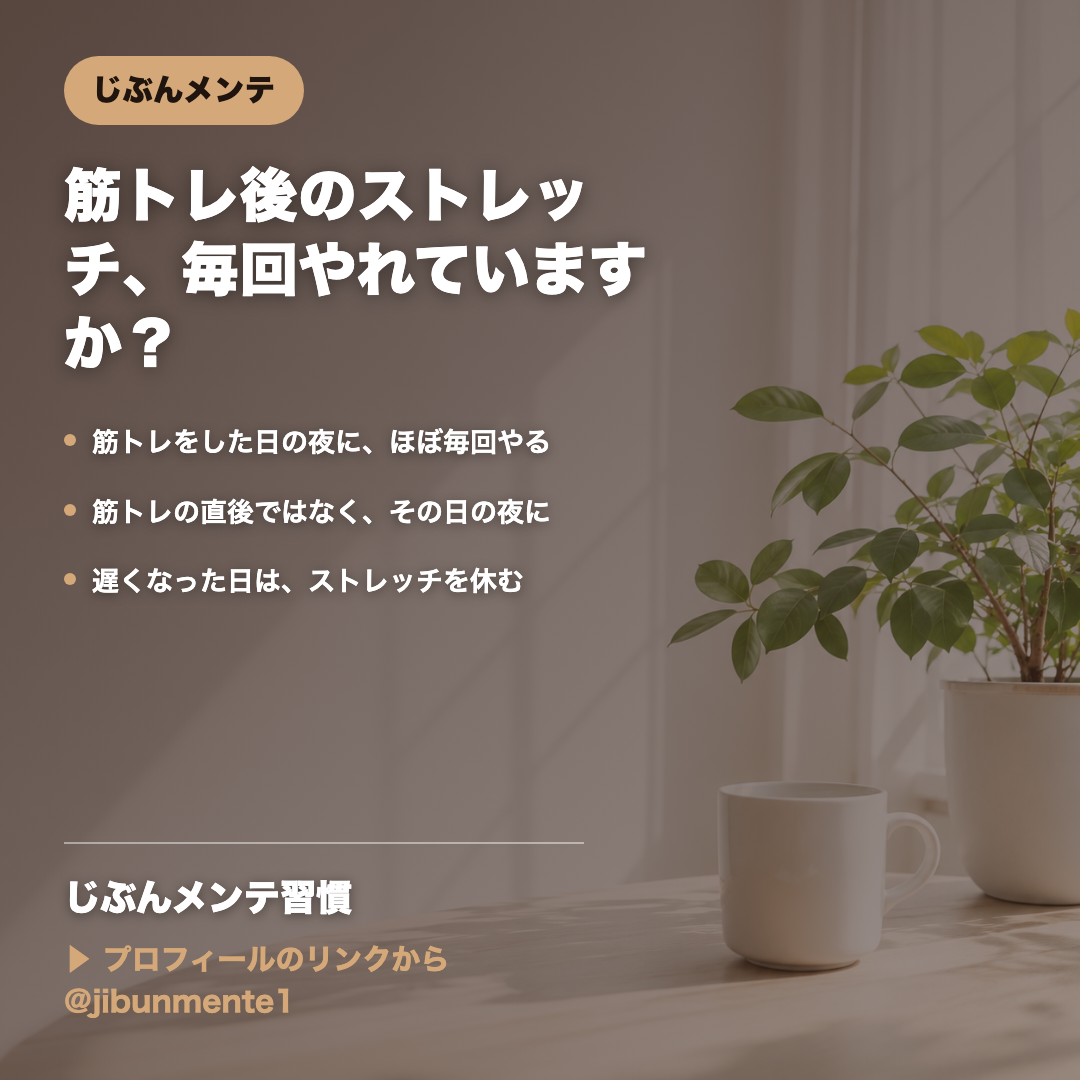 じぶんメンテ
筋トレ後のストレッ
チ、毎回やれています
か？
筋トレをした日の夜に、ほぼ毎回やる
筋トレの直後ではなく、その日の夜に
遅くなった日は、ストレッチを休む
じぶんメンテ習慣
▶ プロフィールのリンクから
@jibunmente1